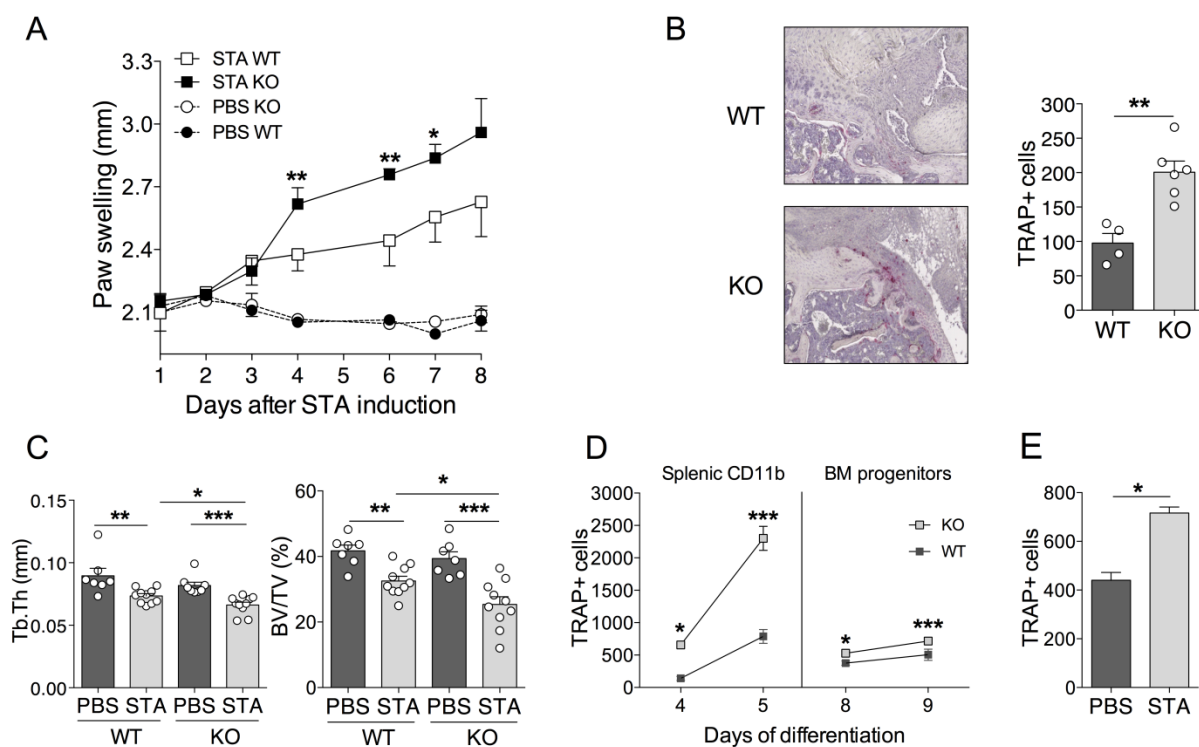 A
Paw swelling (mm)
3.3
3.0
2.7
2.4
2.1
STA WT
STA KO
PBS KO
PBS WT
**
**
*
1 2 3 4 5 6 7 8
Days after STA induction
B
WT
KO
TRAP+ cells
300
250
200
150
100
50
0
**
WT KO
C
Tb.Th (mm)
0.15
0.10
0.05
0.00
*
** ***
PBS STA PBS STA
WT KO
BV/TV (%)
60
40
20
0
*
** ***
PBS STA PBS STA
WT KO
D
Splenic CD11b BM progenitors
TRAP+ cells
3000
2500
2000
1500
1000
500
0
KO
WT
* *** * ***
4 5 8 9
Days of differentiation
E
TRAP+ cells
800
600
400
200
0
*
PBS STA